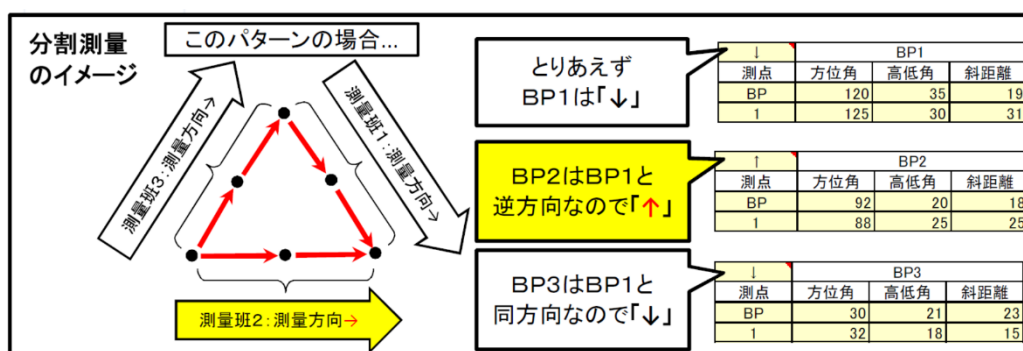 分割測量
のイメージ
このパターンの場合…
測量班3:測量方向→
測量班1:測量方向→
測量班2:測量方向→
とりあえず
BP1は「↓」
BP2はBP1と
逆方向なので「↑」
BP3はBP1と
同方向なので「↓」
↓ BP1
測点 方位角 高低角 斜距離
BP 120 35 19
1 125 30 31
↑ BP2
測点 方位角 高低角 斜距離
BP 92 20 18
1 88 25 25
↓ BP3
測点 方位角 高低角 斜距離
BP 30 21 23
1 32 18 15